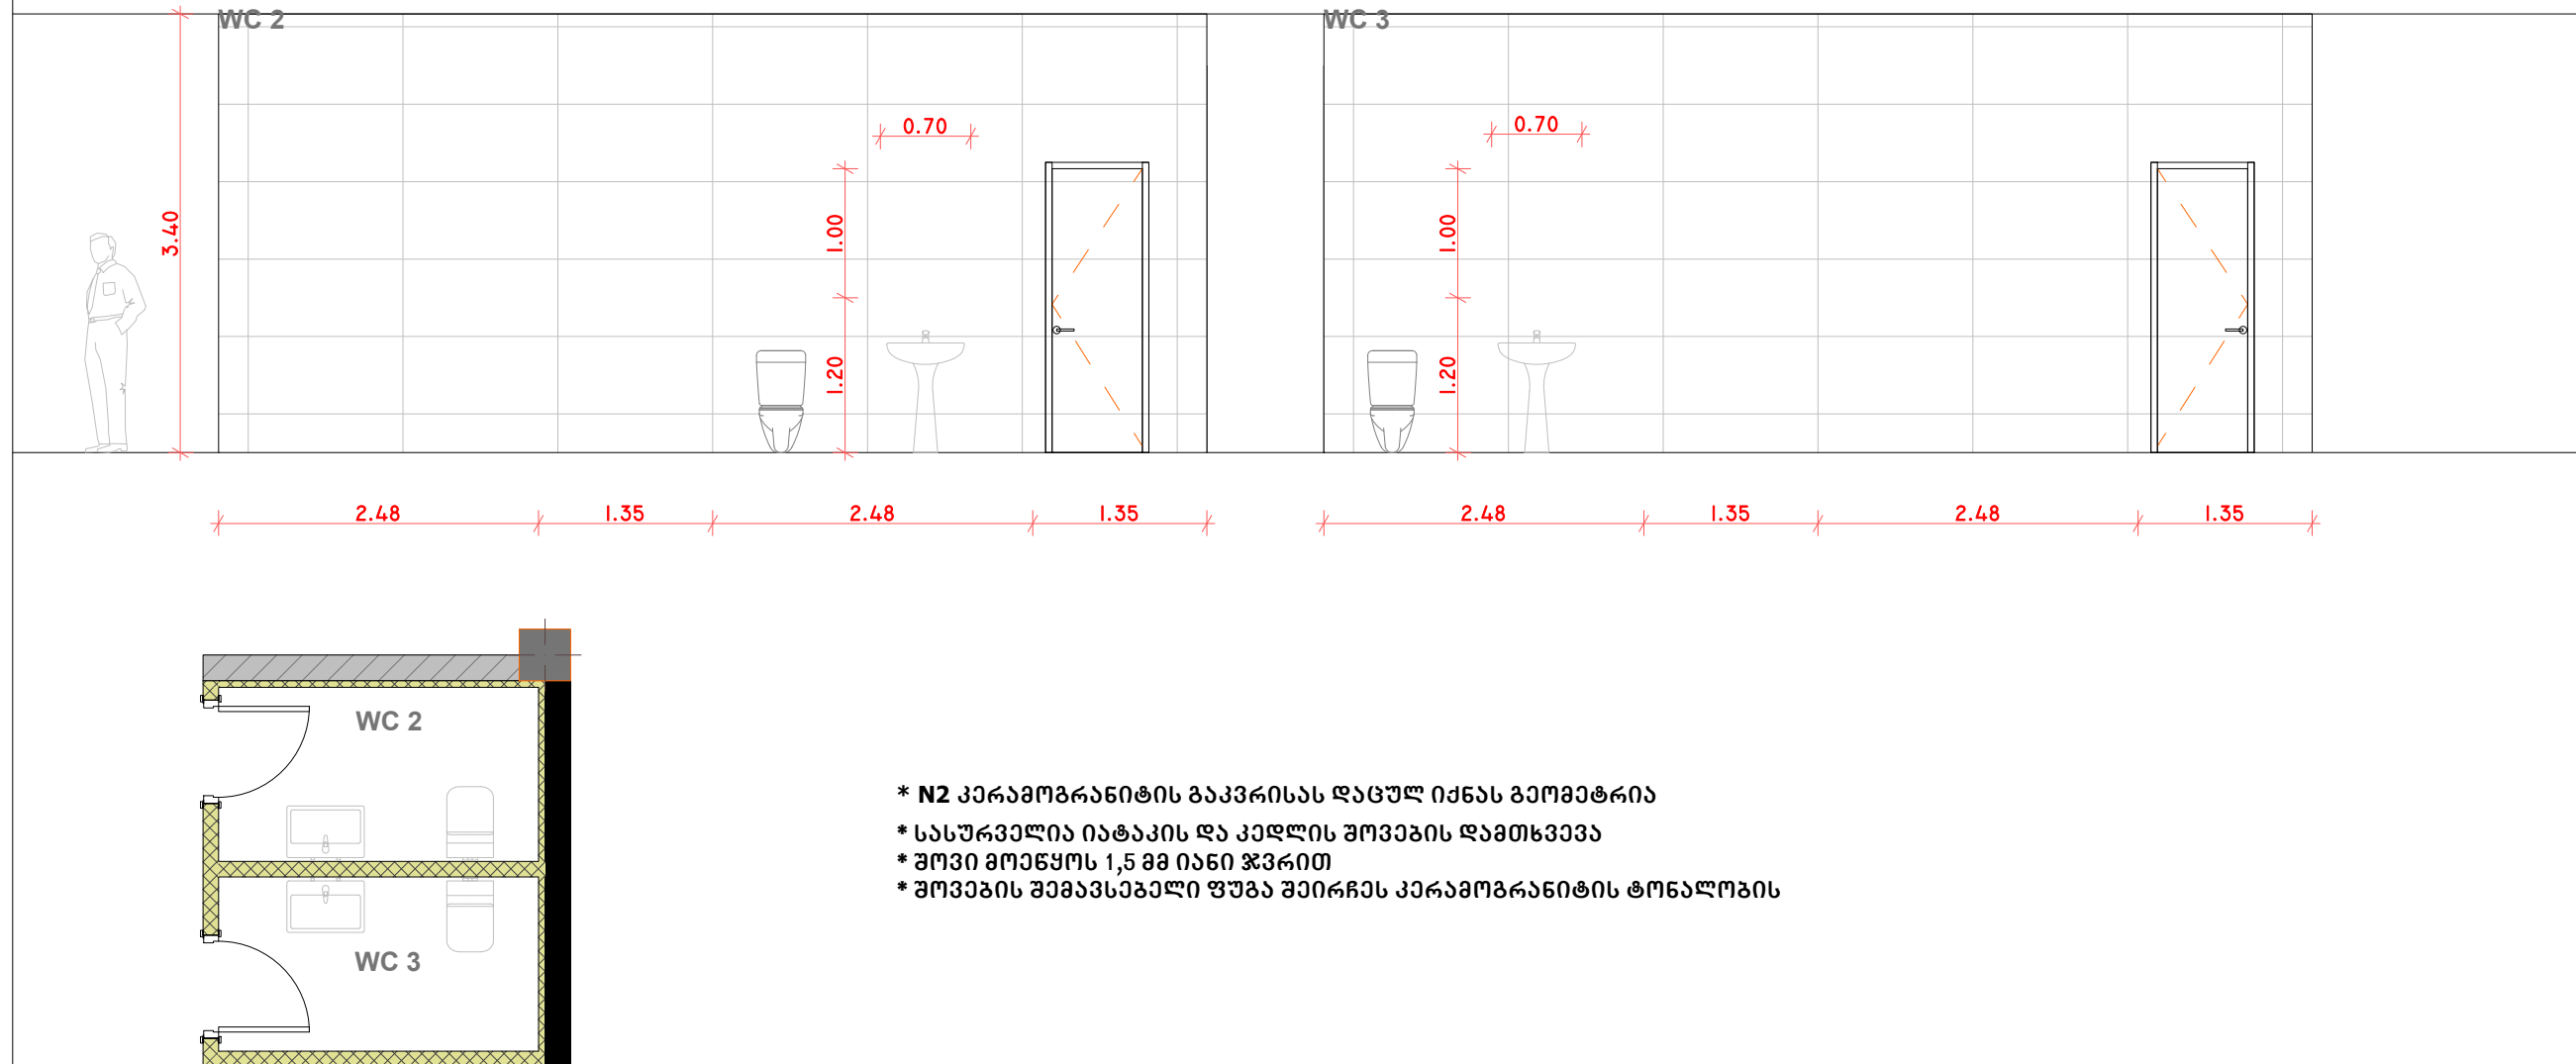 WC 2
WC 3
0.70
0.70
3.40
1.00
1.00
1.20
1.20
2.48 1.35 2.48 1.35
2.48 1.35 2.48 1.35
WC 2
WC 3
* N2 კერამოგრანიტის გაკვრისას დაცულ იქნას გეომეტრია
* სასურველია იატაკის და კედლის შოვების დამთხვევა
* შოვი მოეწყოს 1,5 მმ იანი ჯვრით
* შოვების შემავსებელი ფუგა შეირჩეს კერამოგრანიტის ტონალობის